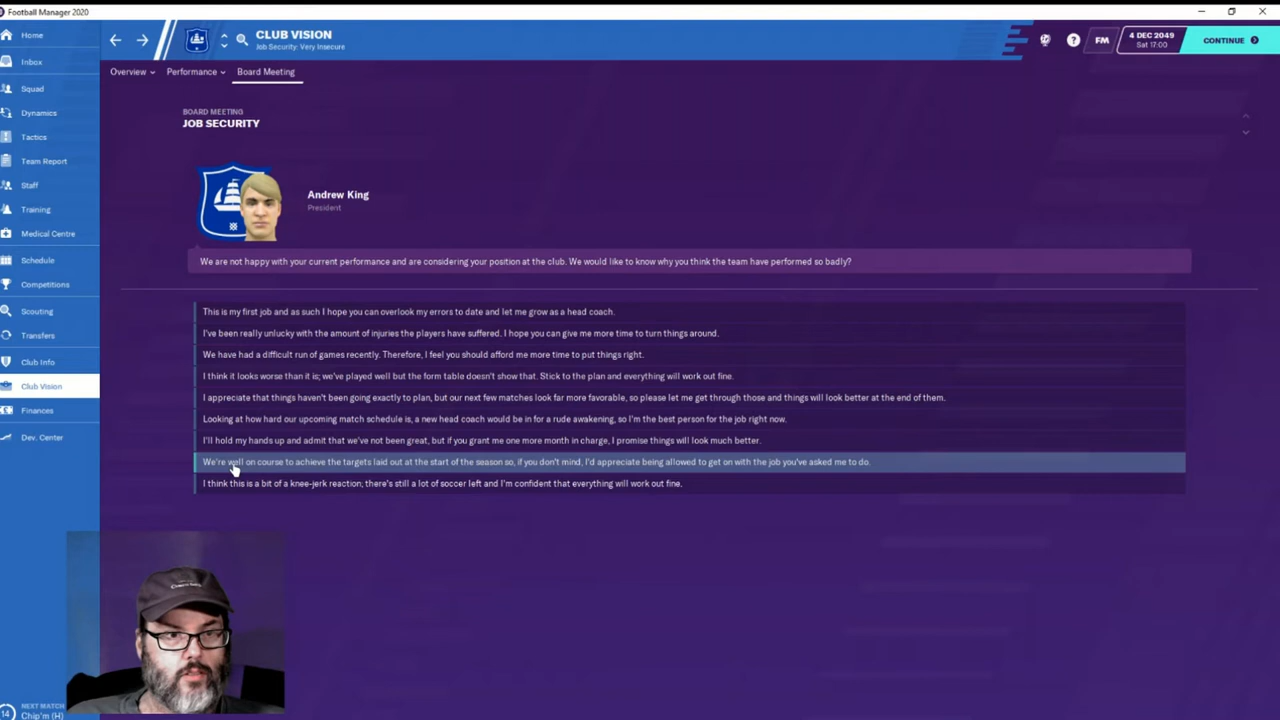 Football Manager 2020
Home
Inbox
Squad
Dynamics
Tactics
Team Report
Staff
Training
Medical Centre
Schedule
Competitions
Scouting
Transfers
Club Info
Club Vision
Finances
Dev. Center
14
NEXT MATCH
Chip'm (H)
CLUB VISION
Job Security: Very Insecure
?
FM
4 DEC 2049
Sat 17:00
CONTINUE
Overview
Performance
Board Meeting
BOARD MEETING
JOB SECURITY
Andrew King
President
We are not happy with your current performance and are considering your position at the club. We would like to know why you think the team have performed so badly?
This is my first job and as such I hope you can overlook my errors to date and let me grow as a head coach.
I've been really unlucky with the amount of injuries the players have suffered. I hope you can give me more time to turn things around.
We have had a difficult run of games recently. Therefore, I feel you should afford me more time to put things right.
I think it looks worse than it is; we've played well but the form table doesn't show that. Stick to the plan and everything will work out fine.
I appreciate that things haven't been going exactly to plan, but our next few matches look far more favorable, so please let me get through those and things will look better at the end of them.
Looking at how hard our upcoming match schedule is, a new head coach would be in for a rude awakening, so I'm the best person for the job right now.
I'll hold my hands up and admit that we've not been great, but if you grant me one more month in charge, I promise things will look much better.
We're well on course to achieve the targets laid out at the start of the season so, if you don't mind, I'd appreciate being allowed to get on with the job you've asked me to do.
I think this is a bit of a knee-jerk reaction; there's still a lot of soccer left and I'm confident that everything will work out fine.